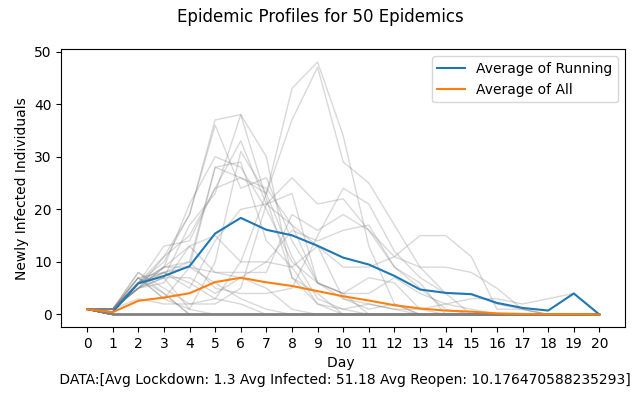 Epidemic Profiles for 50 Epidemics
50
40
30
20
10
0
Newly Infected Individuals
Average of Running
Average of All
0 1 2 3 4 5 6 7 8 9 10 11 12 13 14 15 16 17 18 19 20
Day
DATA:[Avg Lockdown: 1.3 Avg Infected: 51.18 Avg Reopen: 10.176470588235293]